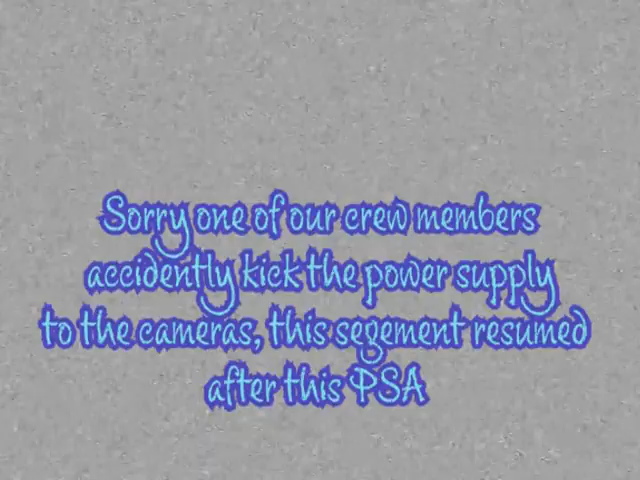 Sorry one of our crew members
accidently kick the power supply
to the cameras, this segement resumed
after this PSA